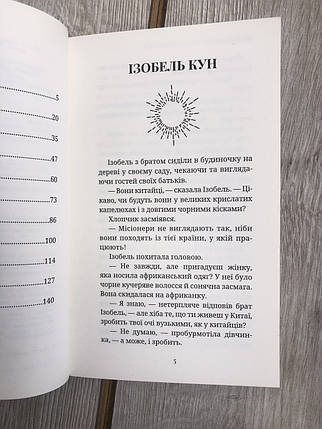 5
20
35
47
60
73
86
100
114
127
140
ІЗОБЕЛЬ КУН
Ізобель з братом сиділи в будиночку на
дереві у своєму саду, чекаючи та виглядаю-
ючи гостей своїх батьків.
— Вони китайці, — сказала Ізобель. — Ці-
каво, чи будуть вони у великих крислатих
капелюхах і з довгими чорними кісками?
Хлопчик засміявся.
— Місіонери не виглядають так, ніби
вони походять із тієї країни, у якій пра-
цюють!
Ізобель похитала головою.
— Не завжди, але пригадуєш жінку,
яка носила африканський одяг? У неї було
чорне кучеряве волосся й сонячна засмага.
Вона скидалася на африканку.
— Я знаю, — нетерпляче відповів брат
Ізобель, — але хіба те, що ти живеш у Китаї,
зробить твої очі вузькими, як у китайців?
— Не думаю, — пробурмотіла дівчин-
ка, — а може, і зробить.
5